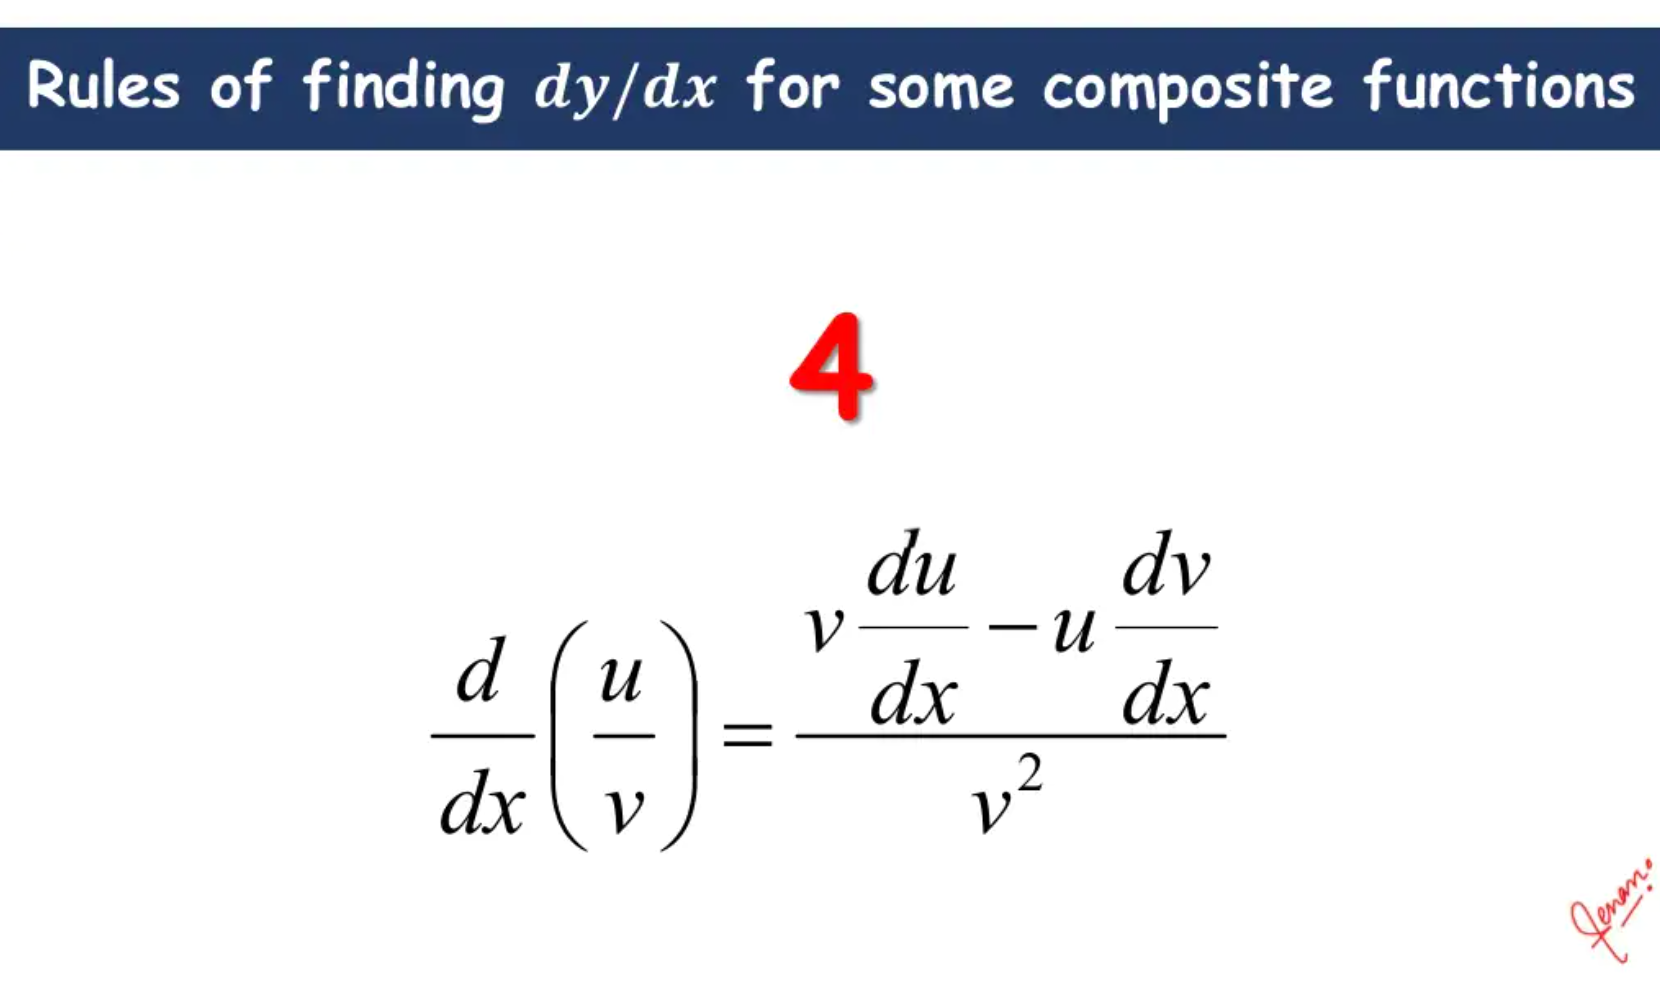 Rules of finding dy/dx for some composite functions
4
d/dx (u/v) = (v du/dx − u dv/dx) / v²